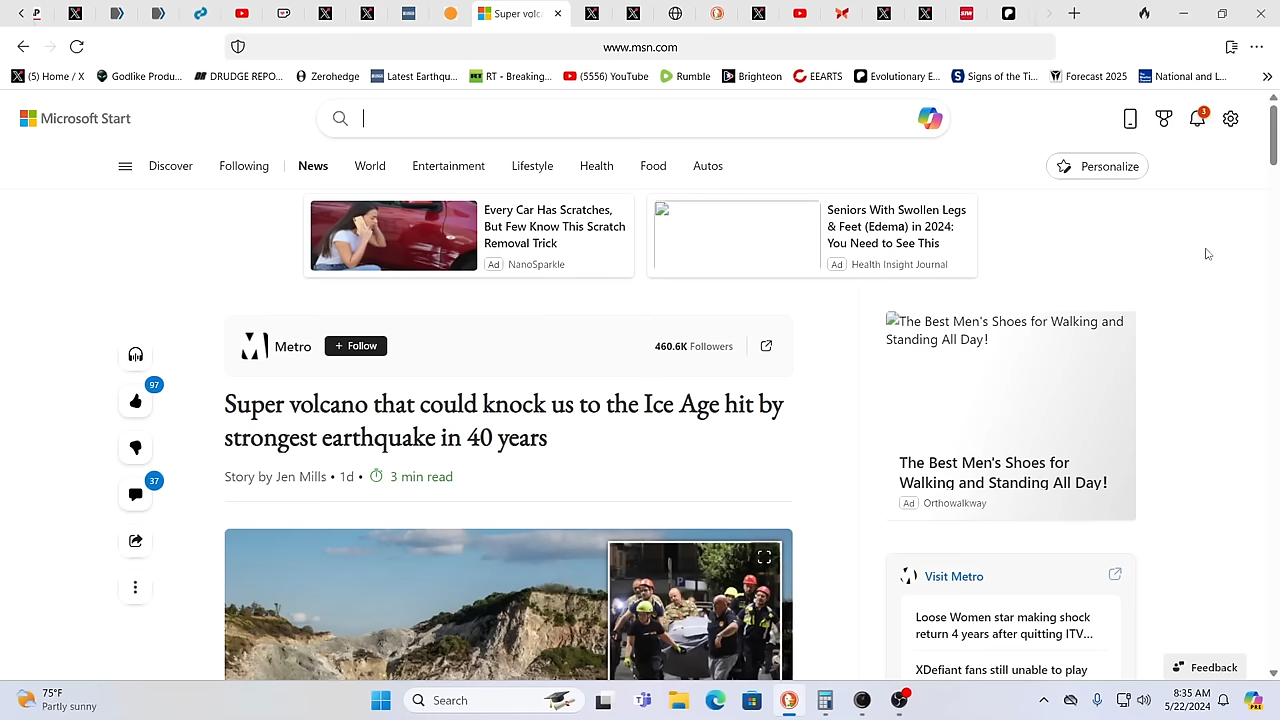 Super volc
www.msn.com
(5) Home / X
Godlike Produ...
DRUDGE REPO...
Zerohedge
Latest Earthqu...
RT - Breaking...
(5556) YouTube
Rumble
Brighteon
EEARTS
Evolutionary E...
Signs of the Ti...
Forecast 2025
National and L...
Microsoft Start
3
Discover
Following
News
World
Entertainment
Lifestyle
Health
Food
Autos
Personalize
Every Car Has Scratches,
But Few Know This Scratch
Removal Trick
Ad NanoSparkle
Seniors With Swollen Legs
& Feet (Edema) in 2024:
You Need to See This
Ad Health Insight Journal
Metro
+ Follow
460.6K Followers
97
37
Super volcano that could knock us to the Ice Age hit by
strongest earthquake in 40 years
Story by Jen Mills • 1d • 3 min read
The Best Men's Shoes for Walking and
Standing All Day!
The Best Men's Shoes for
Walking and Standing All Day!
Ad Orthowalkway
Visit Metro
Loose Women star making shock
return 4 years after quitting ITV...
XDefiant fans still unable to play
Feedback
75°F
Partly sunny
Search
8:35 AM
5/22/2024